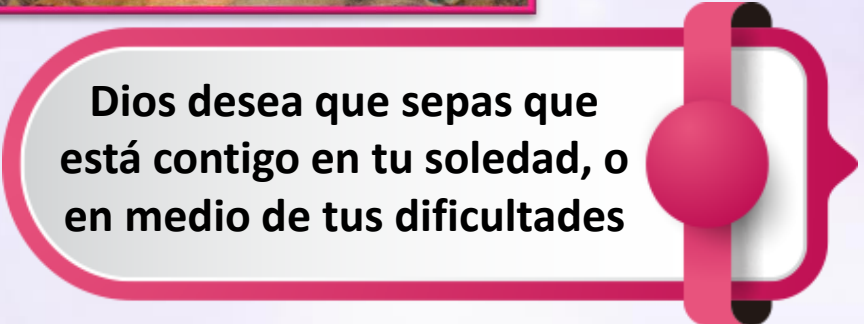 Dios desea que sepas que
está contigo en tu soledad, o
en medio de tus dificultades